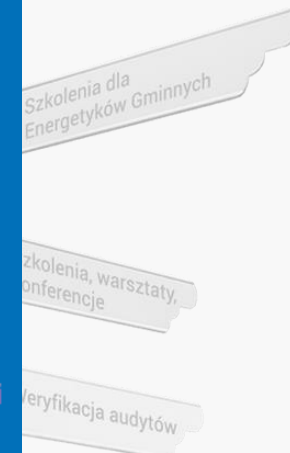 Szkolenia dla
Energetyków Gminnych
zkolenia, warsztaty,
onferencje
eryfikacja audytów